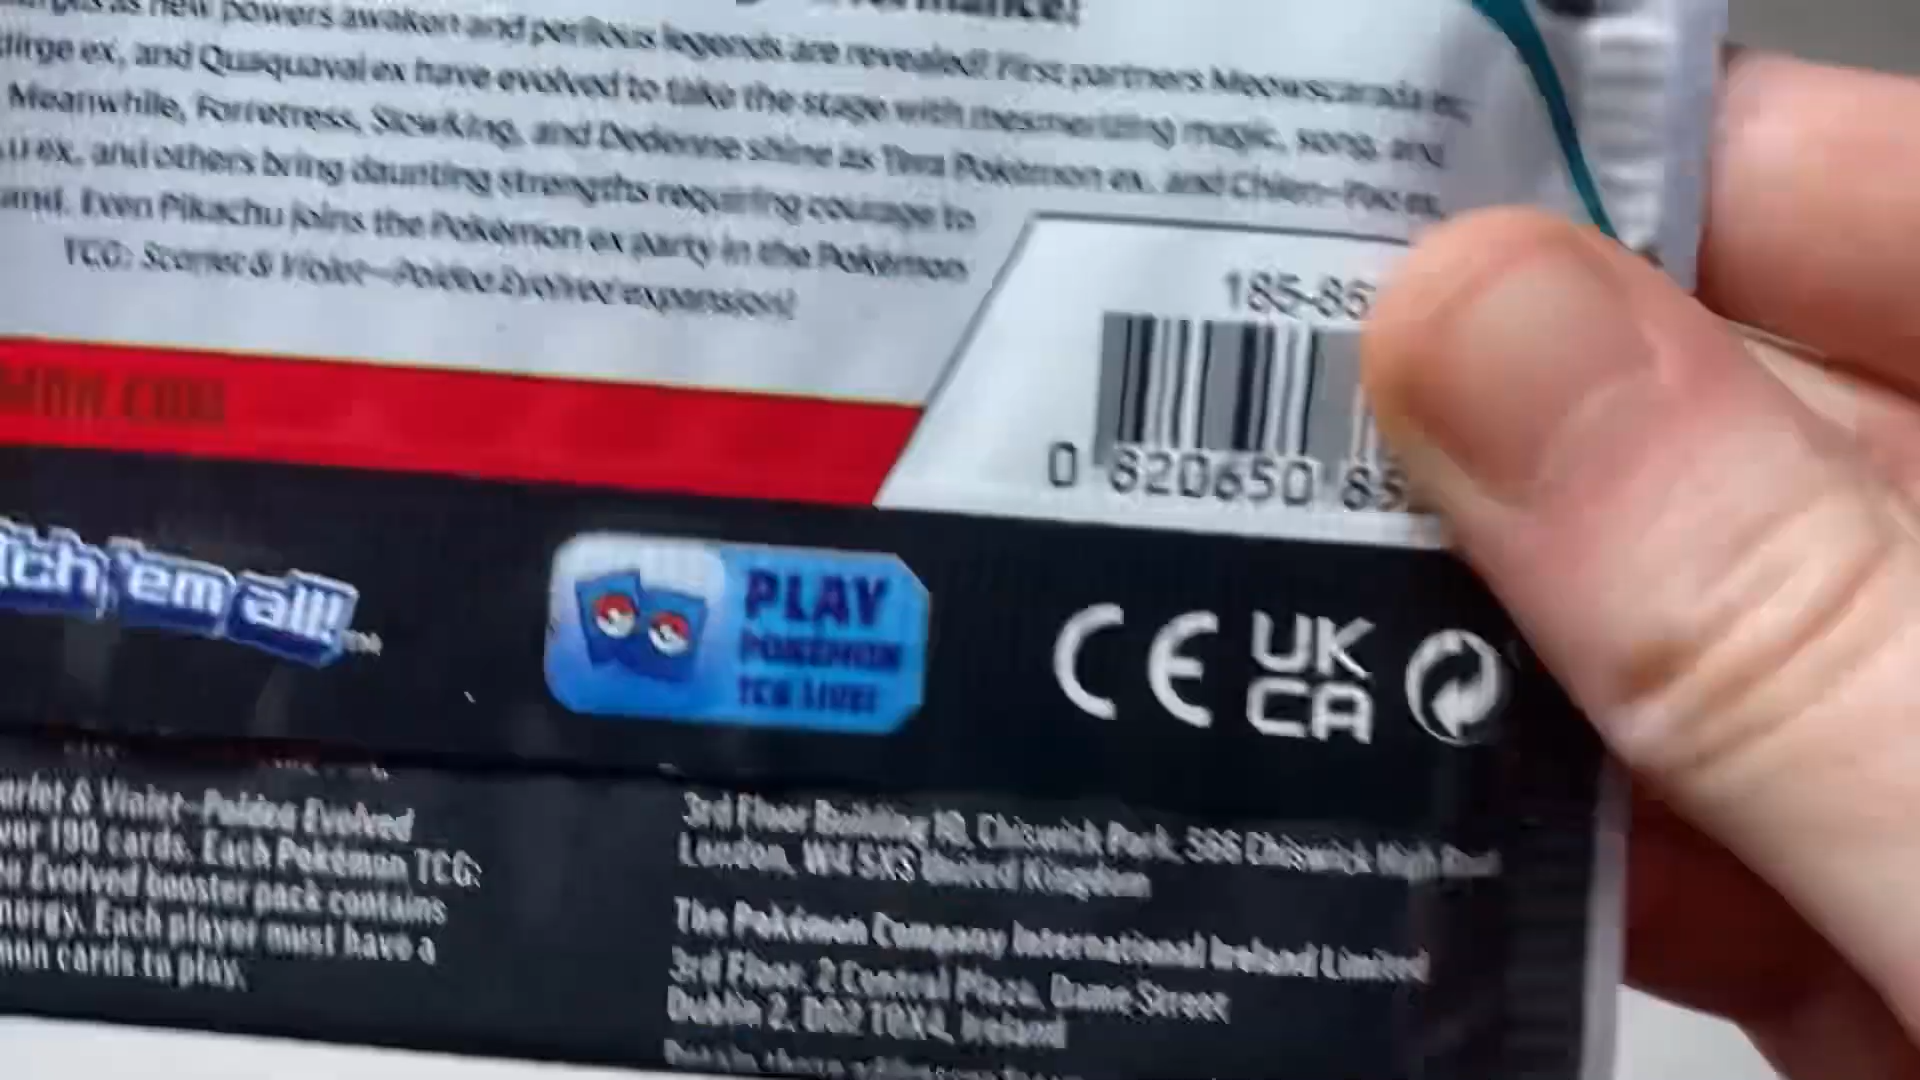 as new powers awaken and perilous legends are revealed! First partners Meowscarada ex,
dirge ex, and Quaquaval ex have evolved to take the stage with mesmerizing magic, song, and
Meanwhile, Forretress, Slowking, and Dedenne shine as Tera Pokémon ex, and Chien-Pao ex,
u ex, and others bring daunting strengths requiring courage to
and. Even Pikachu joins the Pokémon ex party in the Pokémon
TCG: Scarlet & Violet—Paldea Evolved expansion!
185-85
0 820650 85
MON.COM
tch 'em all!™
PLAY
POKÉMON
TCG LIVE!
CE
UK
CA
arlet & Violet—Paldea Evolved
ver 190 cards. Each Pokémon TCG:
Evolved booster pack contains
nergy. Each player must have a
mon cards to play.
3rd Floor Building 10, Chiswick Park, 566 Chiswick High Road
London, W4 5XS United Kingdom
The Pokémon Company International Ireland Limited
3rd Floor, 2 Central Plaza, Dame Street
Dublin 2, D02 T0X4, Ireland